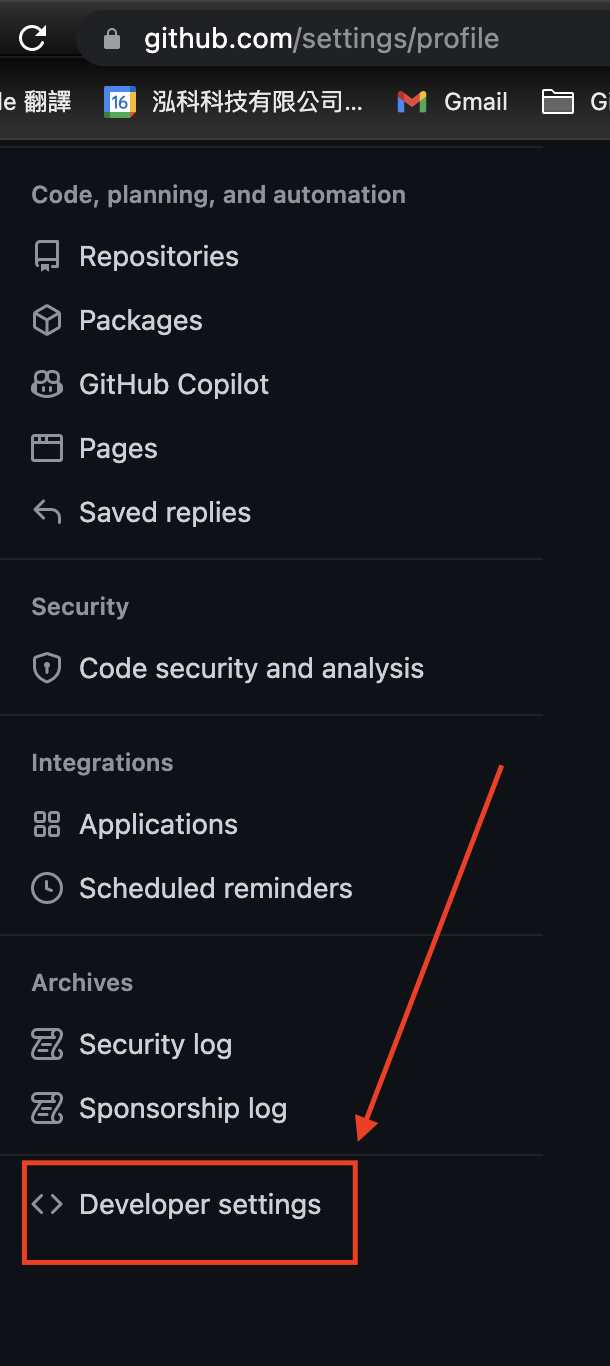 github.com/settings/profile
le 翻譯 16 泓科科技有限公司... Gmail
Code, planning, and automation
Repositories
Packages
GitHub Copilot
Pages
Saved replies
Security
Code security and analysis
Integrations
Applications
Scheduled reminders
Archives
Security log
Sponsorship log
Developer settings